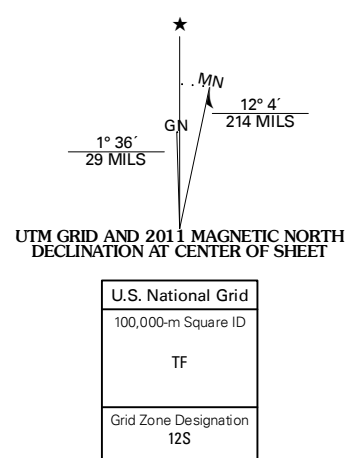 ★
MN
GN
12° 4´
214 MILS
1° 36´
29 MILS
UTM GRID AND 2011 MAGNETIC NORTH
DECLINATION AT CENTER OF SHEET
U.S. National Grid
100,000-m Square ID
TF
Grid Zone Designation
12S